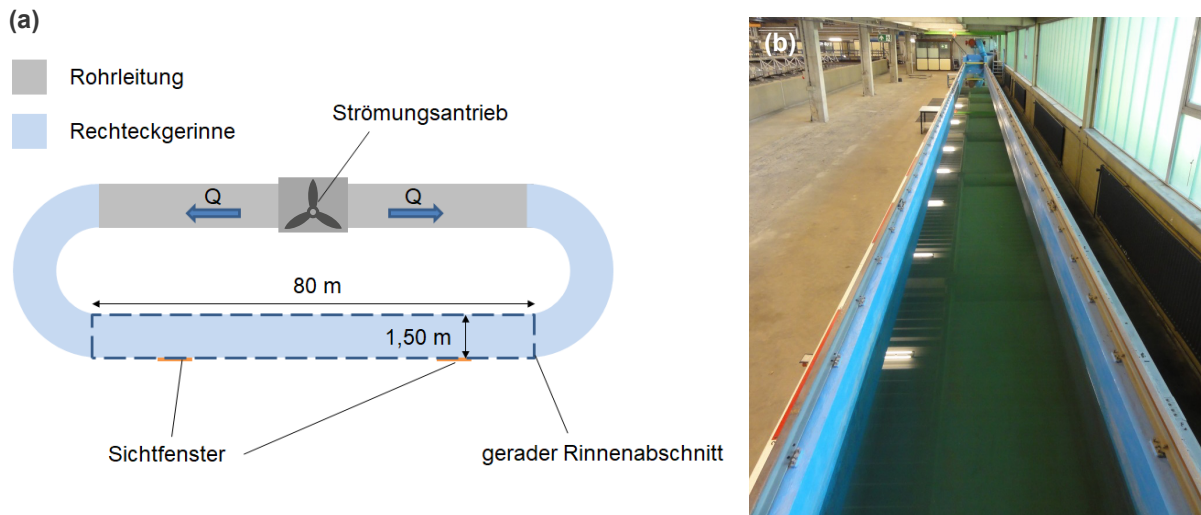 (a)
Rohrleitung
Rechteckgerinne
Strömungsantrieb
Q
Q
80 m
1,50 m
Sichtfenster
gerader Rinnenabschnitt
(b)